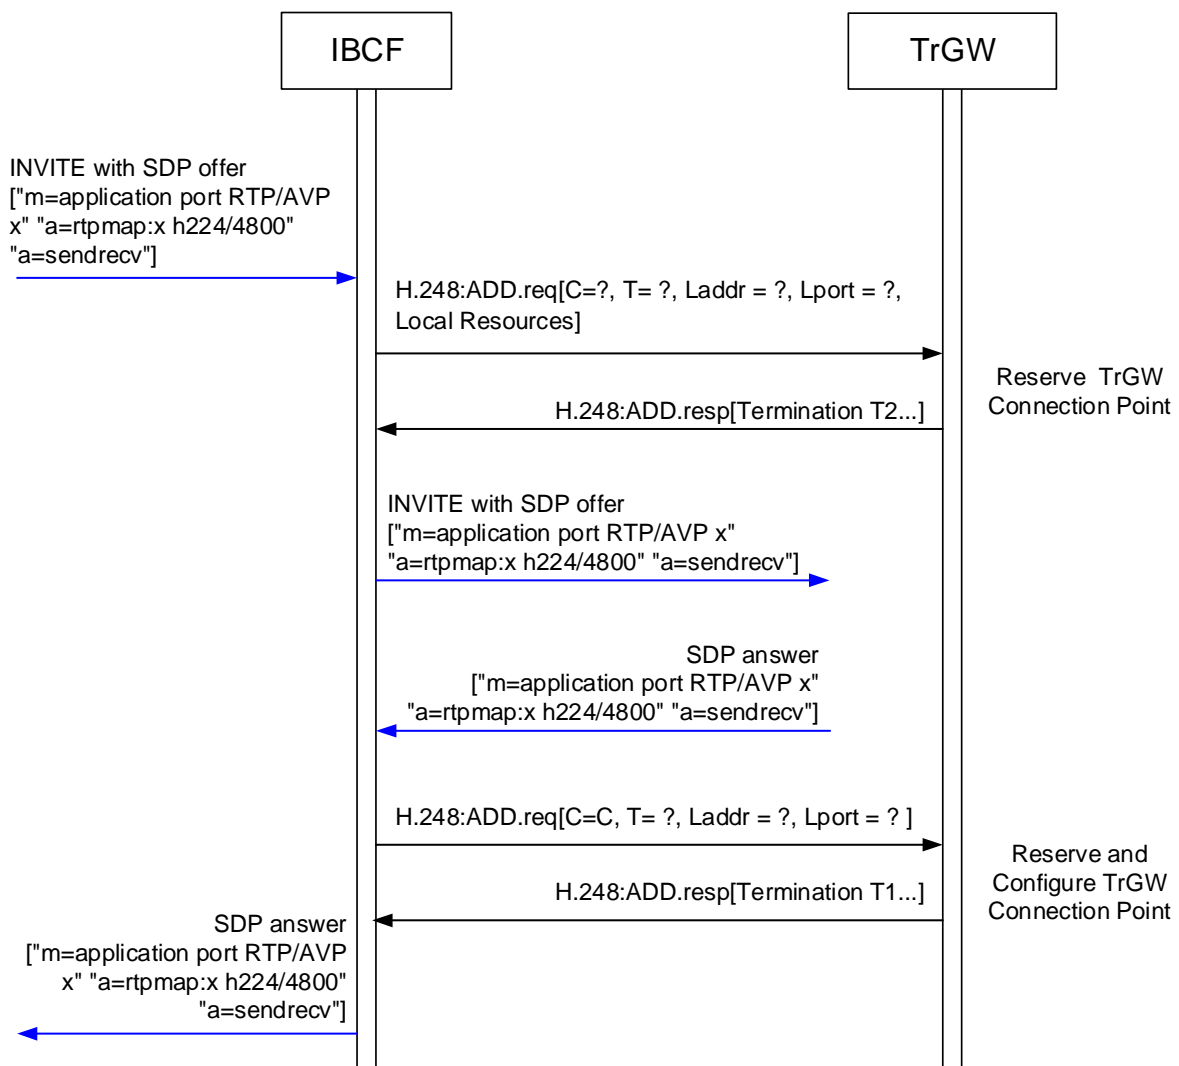 IBCF
TrGW
INVITE with SDP offer
["m=application port RTP/AVP
x" "a=rtpmap:x h224/4800"
"a=sendrecv"]
H.248:ADD.req[C=?, T= ?, Laddr = ?, Lport = ?,
Local Resources]
Reserve TrGW
Connection Point
H.248:ADD.resp[Termination T2...]
INVITE with SDP offer
["m=application port RTP/AVP x"
"a=rtpmap:x h224/4800" "a=sendrecv"]
SDP answer
["m=application port RTP/AVP x"
"a=rtpmap:x h224/4800" "a=sendrecv"]
H.248:ADD.req[C=C, T= ?, Laddr = ?, Lport = ? ]
Reserve and
Configure TrGW
Connection Point
H.248:ADD.resp[Termination T1...]
SDP answer
["m=application port RTP/AVP
x" "a=rtpmap:x h224/4800"
"a=sendrecv"]